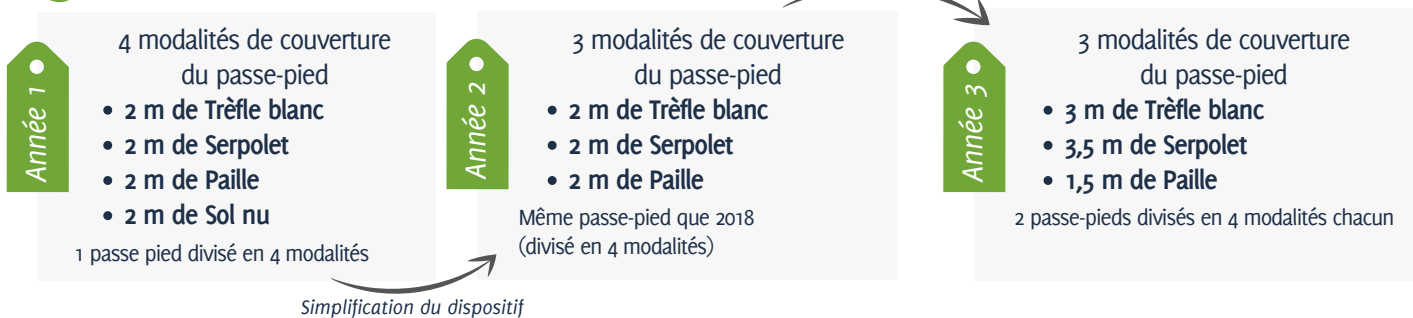 Année 1
4 modalités de couverture
du passe-pied
• 2 m de Trèfle blanc
• 2 m de Serpolet
• 2 m de Paille
• 2 m de Sol nu
1 passe pied divisé en 4 modalités
Simplification du dispositif
Année 2
3 modalités de couverture
du passe-pied
• 2 m de Trèfle blanc
• 2 m de Serpolet
• 2 m de Paille
Même passe-pied que 2018
(divisé en 4 modalités)
Année 3
3 modalités de couverture
du passe-pied
• 3 m de Trèfle blanc
• 3,5 m de Serpolet
• 1,5 m de Paille
2 passe-pieds divisés en 4 modalités chacun